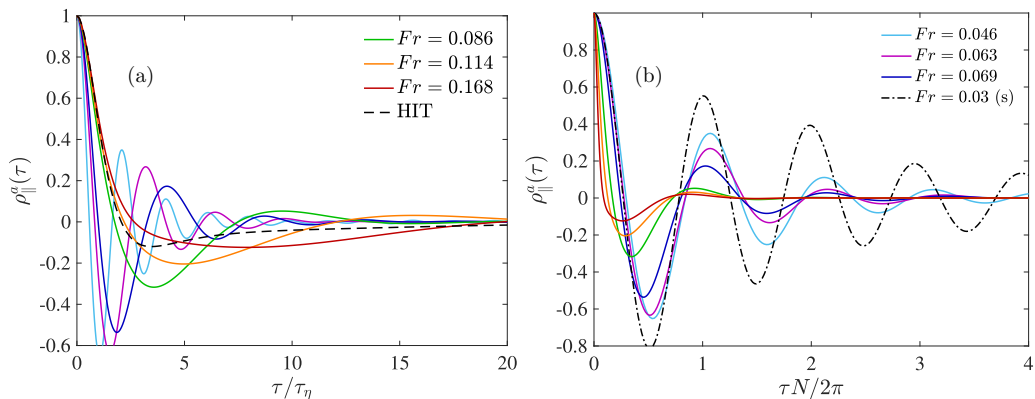 1
0.8
0.6
0.4
0.2
0
-0.2
-0.4
-0.6
0
5
10
15
20
ρ∥ᵃ(τ)
τ/τη
(a)
Fr = 0.086
Fr = 0.114
Fr = 0.168
HIT
0.8
0.6
0.4
0.2
0
-0.2
-0.4
-0.6
-0.8
0
1
2
3
4
ρ∥ᵃ(τ)
τN/2π
(b)
Fr = 0.046
Fr = 0.063
Fr = 0.069
Fr = 0.03 (s)